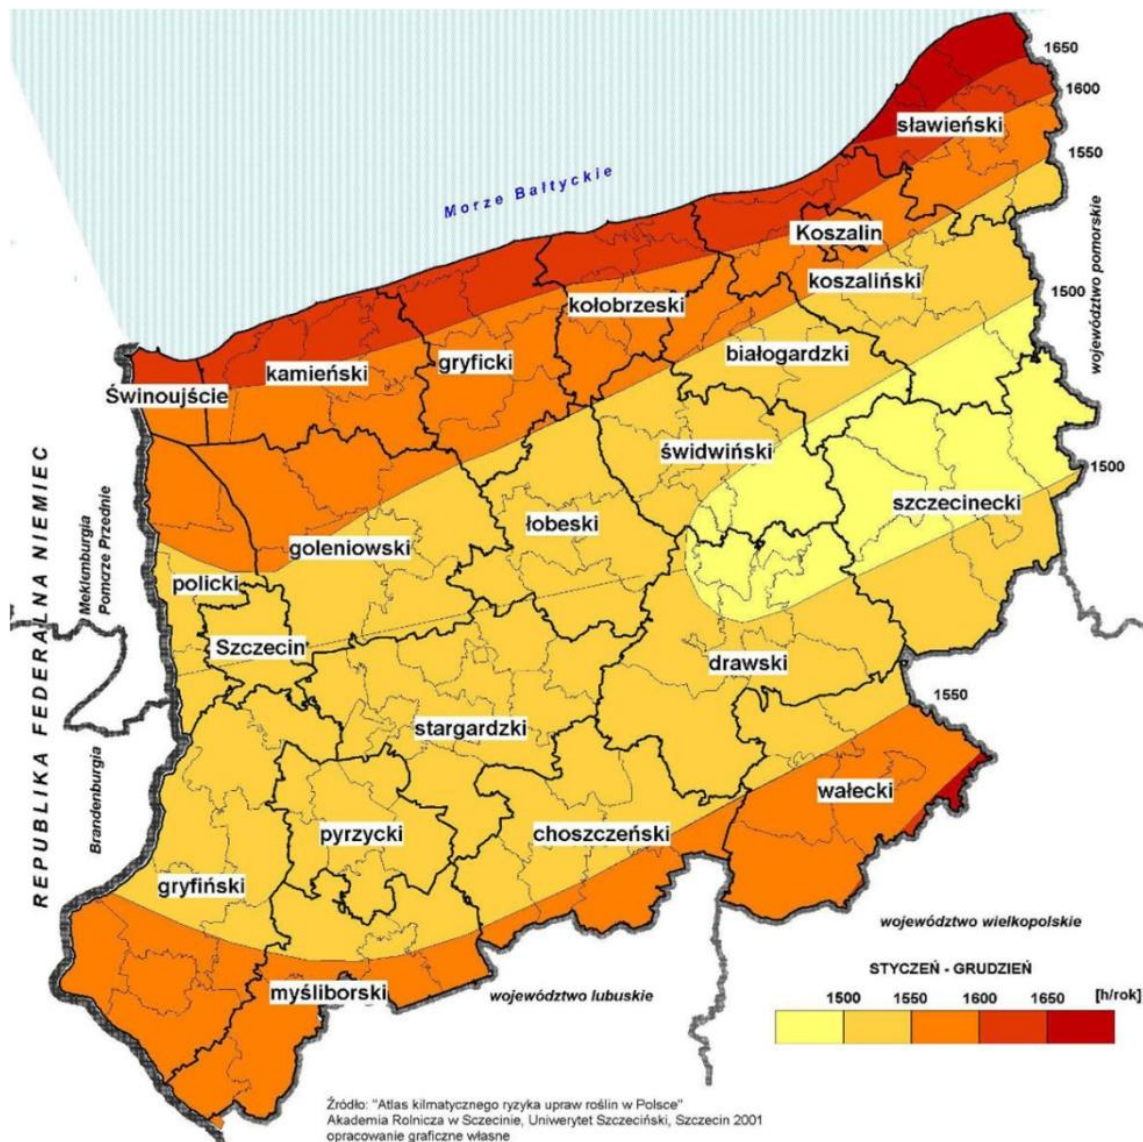 1650
1600
sławieński
1550
Morze Bałtyckie
Koszalin
województwo pomorskie
koszaliński
1500
kołobrzeski
białogardzki
gryficki
kamieński
Świnoujście
świdwiński
1500
szczecinecki
łobeski
goleniowski
REPUBLIKA FEDERALNA NIEMIEC
Meklemburgia
Pomorze Przednie
policki
Szczecin
drawski
1550
stargardzki
Brandenburgia
wałecki
pyrzycki
choszczeński
gryfiński
województwo wielkopolskie
STYCZEŃ - GRUDZIEŃ
myśliborski
województwo lubuskie
1500 1550 1600 1650 [h/rok]
Źródło: "Atlas kilmatycznego ryzyka upraw roślin w Polsce"
Akademia Rolnicza w Sczecinie, Uniwerytet Szczeciński, Szczecin 2001
opracowanie graficzne własne